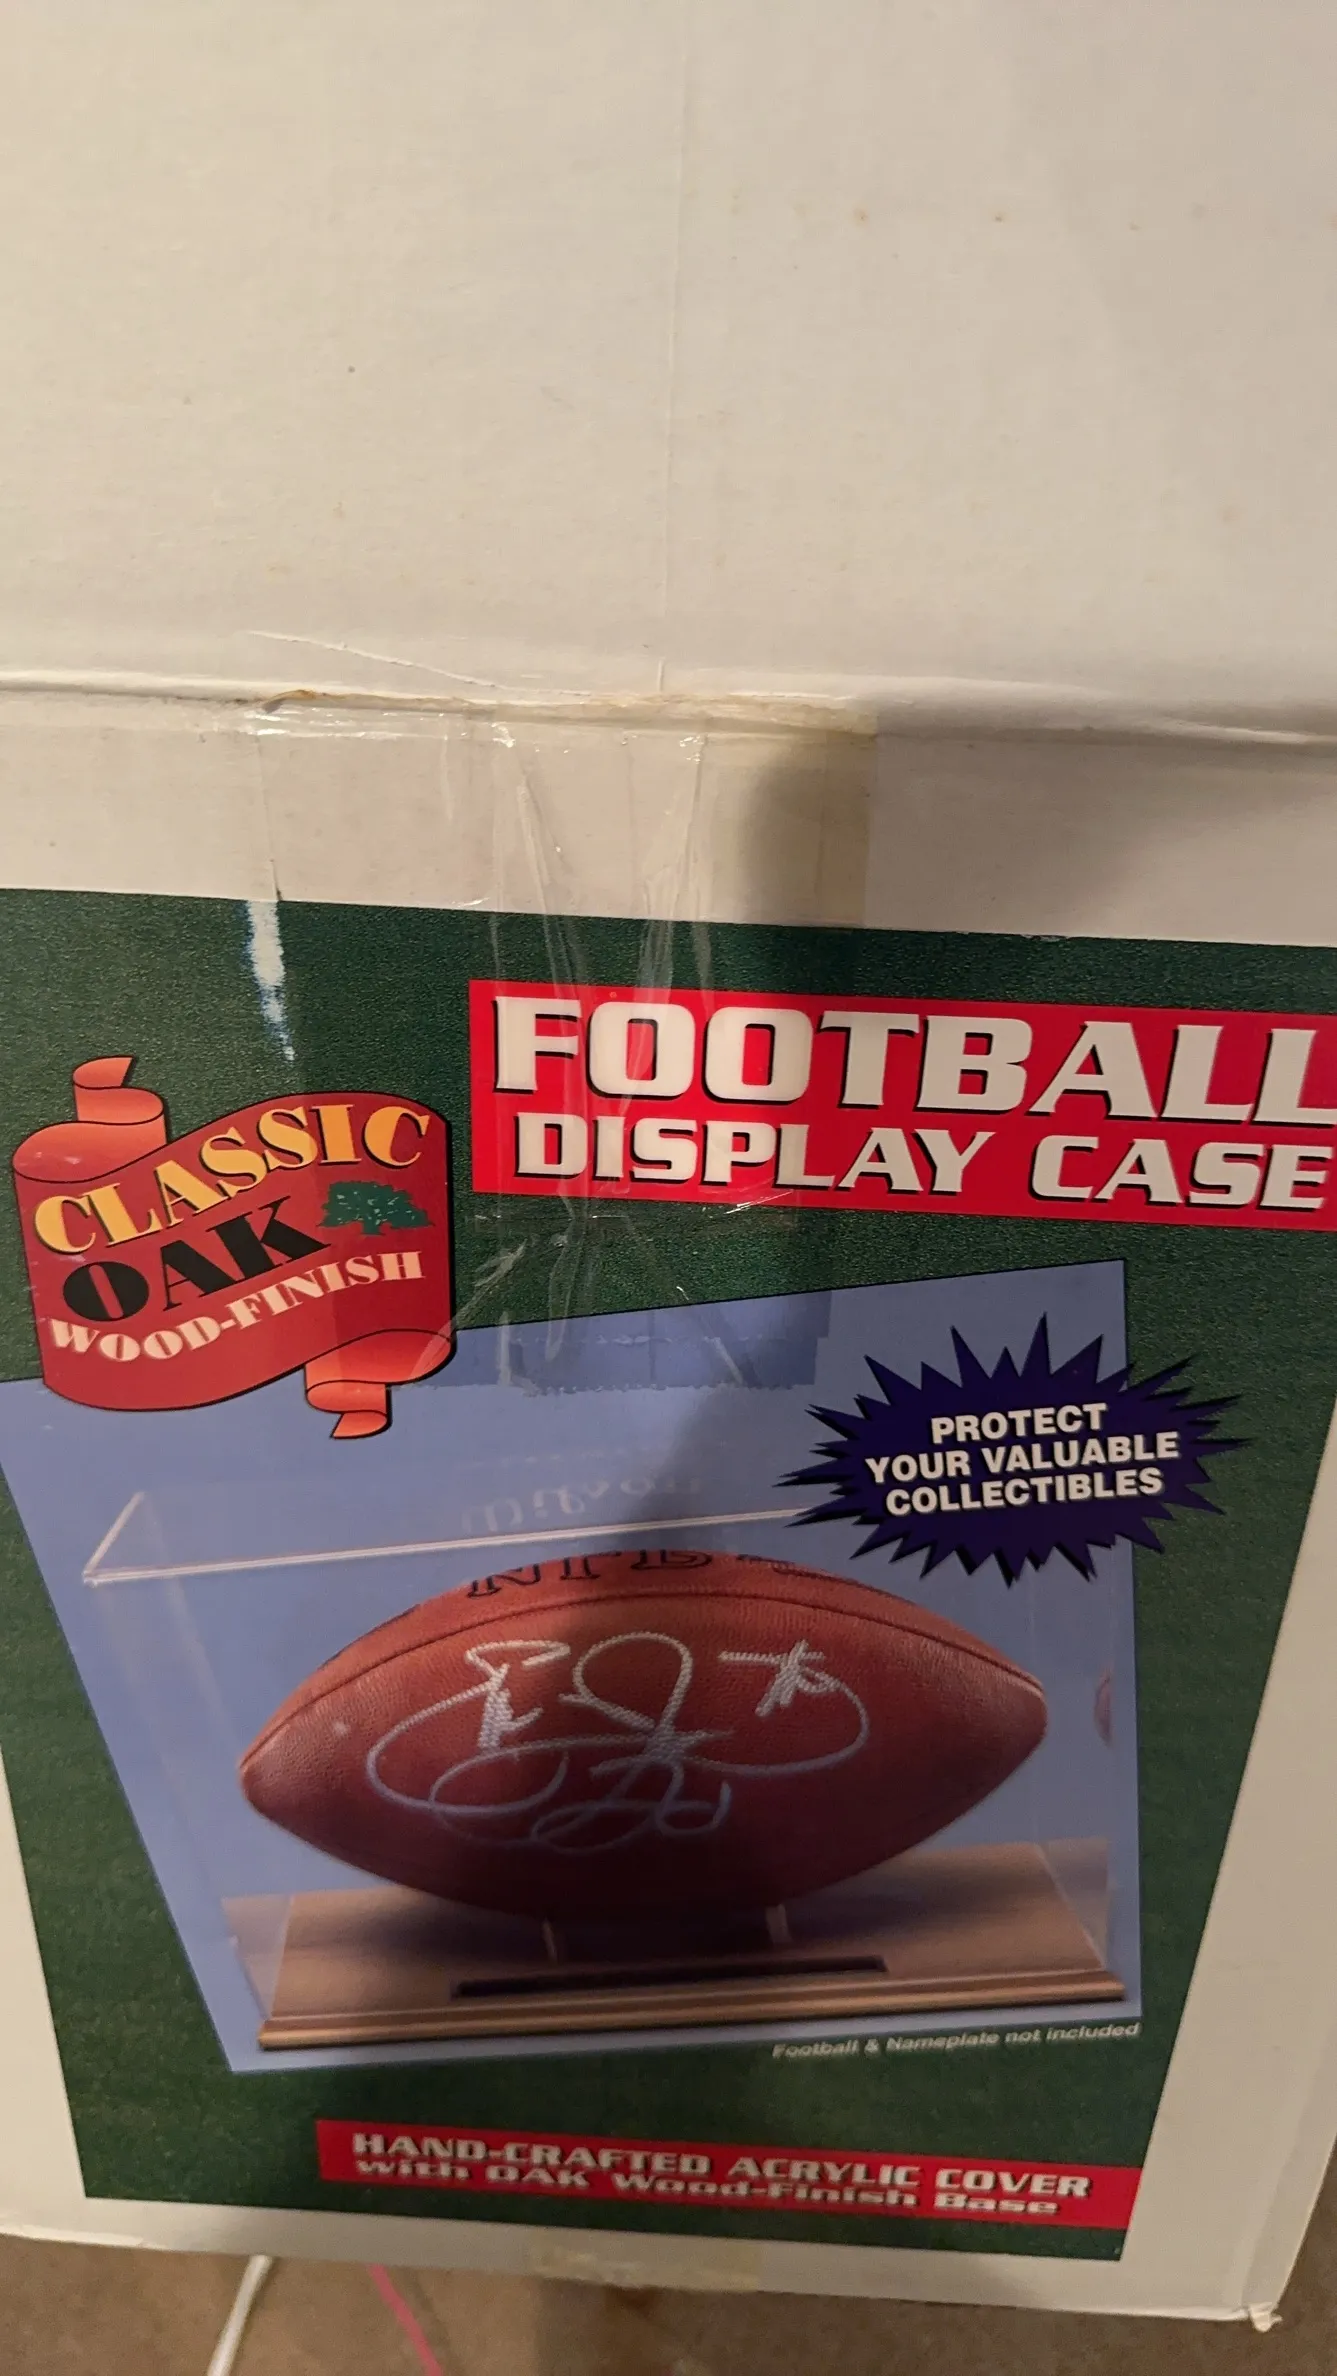 FOOTBALL
DISPLAY CASE
CLASSIC
OAK
WOOD-FINISH
PROTECT
YOUR VALUABLE
COLLECTIBLES
Football & Nameplate not included
HAND-CRAFTED ACRYLIC COVER
with OAK Wood-Finish Base